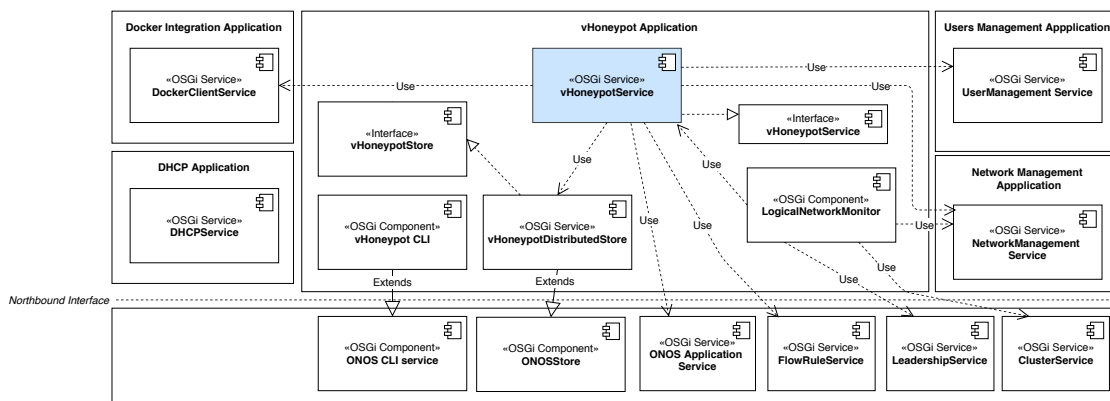 Docker Integration Application
vHoneypot Application
Users Management Appplication
«OSGi Service»
DockerClientService
Use
«OSGi Service»
vHoneypotService
Use
«OSGi Service»
UserManagement Service
Use
«Interface»
vHoneypotStore
«Interface»
vHoneypotService
DHCP Application
Use
Use
Network Management
Appplication
«OSGi Service»
DHCPService
«OSGi Component»
vHoneypot CLI
«OSGi Service»
vHoneypotDistributedStore
Use
Use
«OSGi Component»
LogicalNetworkMonitor
Use
«OSGi Service»
NetworkManagement
Service
Extends
Extends
Use
Use
Use
Northbound Interface
«OSGi Component»
ONOS CLI service
«OSGi Component»
ONOSStore
«OSGi Service»
ONOS Application
Service
«OSGi Service»
FlowRuleService
«OSGi Service»
LeadershipService
«OSGi Service»
ClusterService